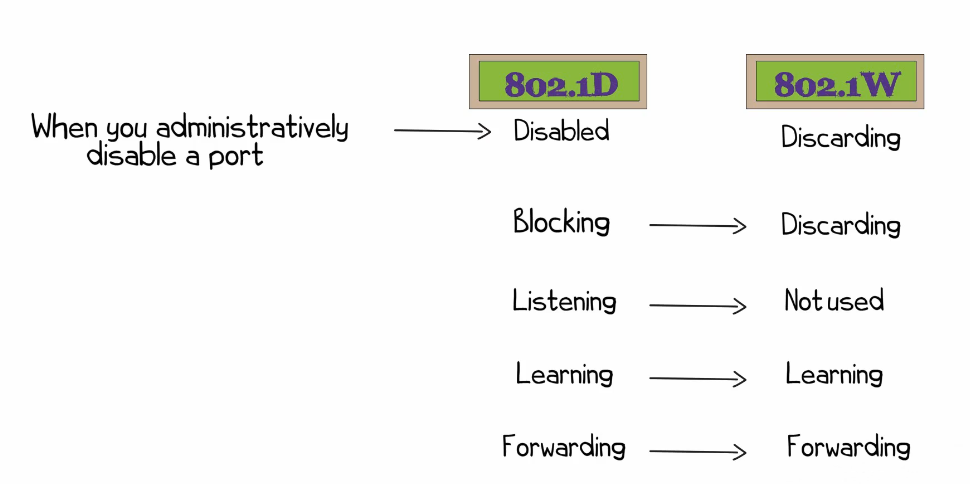 802.1D 802.1W
When you administratively
disable a port
Disabled Discarding
Blocking Discarding
Listening Not used
Learning Learning
Forwarding Forwarding